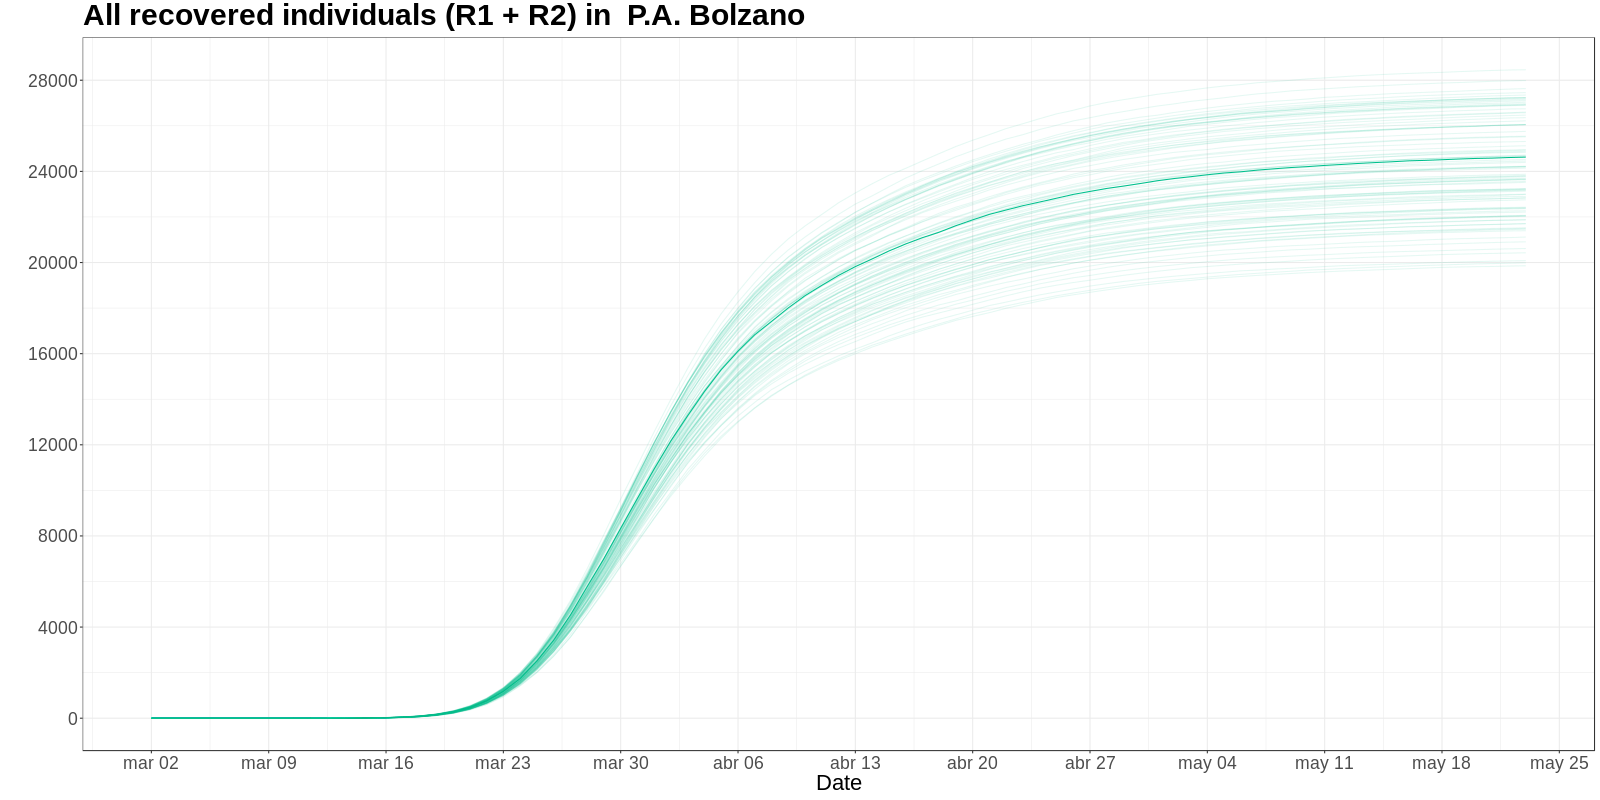 All recovered individuals (R1 + R2) in  P.A. Bolzano
28000
24000
20000
16000
12000
8000
4000
0
mar 02 mar 09 mar 16 mar 23 mar 30 abr 06 abr 13 abr 20 abr 27 may 04 may 11 may 18 may 25
Date